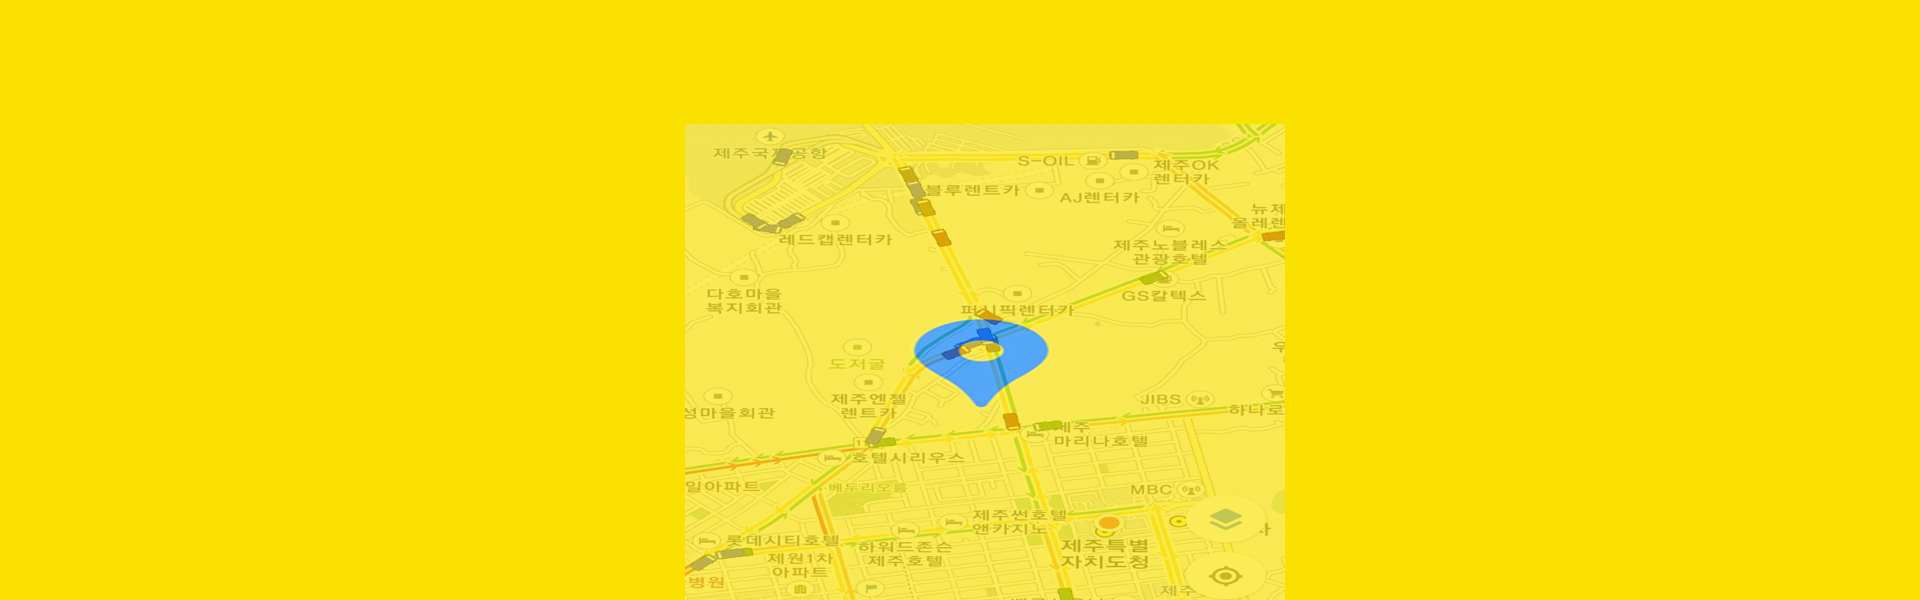 제주국제공항
S-OIL
제주OK
렌터카
블루렌트카
AJ렌터카
뉴제
올레렌
레드캡렌터카
제주노블레스
관광호텔
다호마을
복지회관
GS칼텍스
퍼시픽렌터카
도저굴
제주엔젤
렌트카
JIBS
성마을회관
하나로
제주
마리나호텔
호텔시리우스
일아파트
베두리오름
MBC
제주썬호텔
앤카지노
롯데시티호텔
하워드존슨
제주호텔
제주특별
자치도청
제원1차
아파트
병원
제주